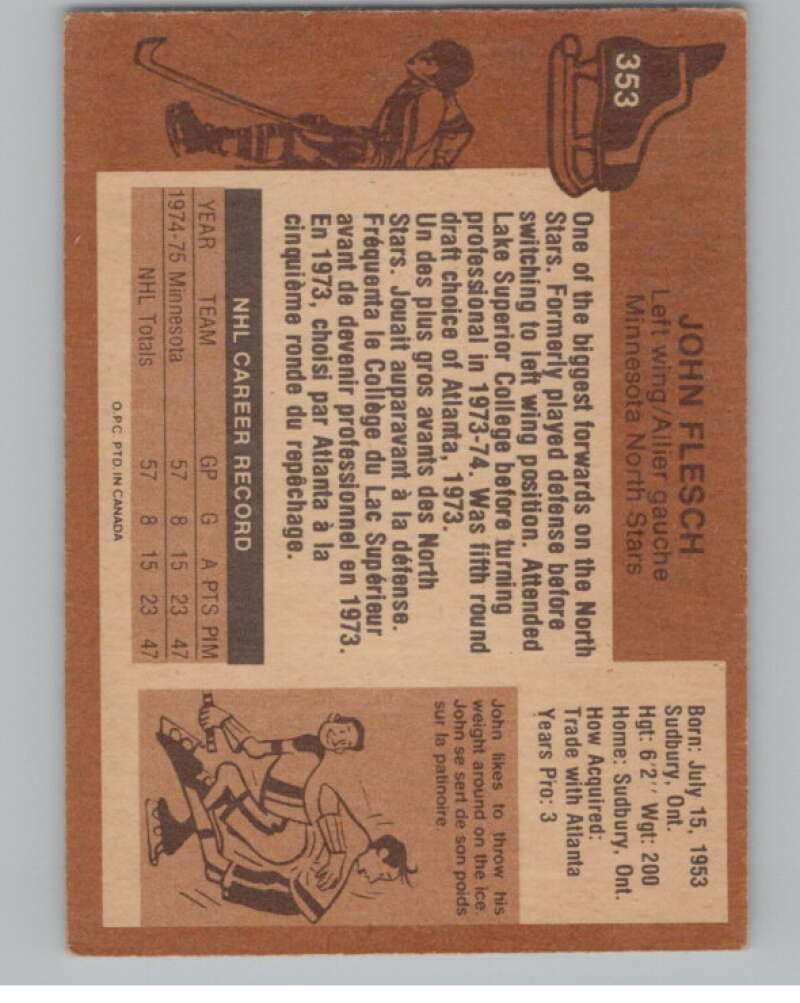 353
JOHN FLESCH
Left wing/Allier gauche
Minnesota North Stars
Born: July 15, 1953
Sudbury, Ont.
Hgt: 6'2'' Wgt: 200
Home: Sudbury, Ont.
How Acquired:
Trade with Atlanta
Years Pro: 3
One of the biggest forwards on the North
Stars. Formerly played defense before
switching to left wing position. Attended
Lake Superior College before turning
professional in 1973-74. Was fifth round
draft choice of Atlanta, 1973.
Un des plus gros avants des North
Stars. Jouait auparavant à la défense.
Fréquenta le Collège du Lac Supérieur
avant de devenir professionnel en 1973.
En 1973, choisi par Atlanta à la
cinquième ronde du repêchage.
John likes to throw his
weight around on the ice.
John se sert de son poids
sur la patinoire
NHL CAREER RECORD
YEAR TEAM GP G A PTS PIM
1974-75 Minnesota 57 8 15 23 47
NHL Totals 57 8 15 23 47
O.P.C. PTD. IN CANADA